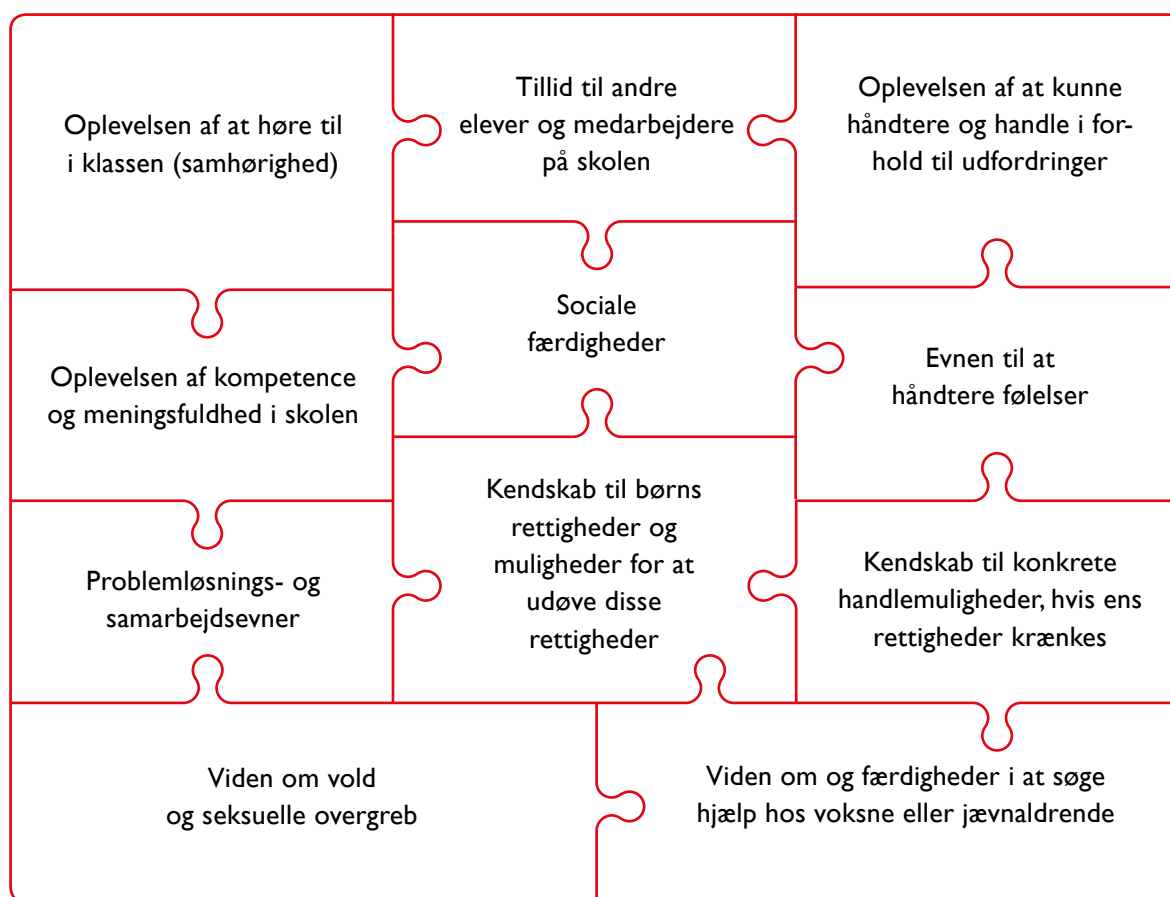 Oplevelsen af at høre til
i klassen (samhørighed)
Tillid til andre
elever og medarbejdere
på skolen
Oplevelsen af at kunne
håndtere og handle i for-
hold til udfordringer
Sociale
færdigheder
Oplevelsen af kompetence
og meningsfuldhed i skolen
Evnen til at
håndtere følelser
Kendskab til børns
rettigheder og
muligheder for at
udøve disse
rettigheder
Problemløsnings- og
samarbejdsevner
Kendskab til konkrete
handlemuligheder, hvis ens
rettigheder krænkes
Viden om vold
og seksuelle overgreb
Viden om og færdigheder i at søge
hjælp hos voksne eller jævnaldrende